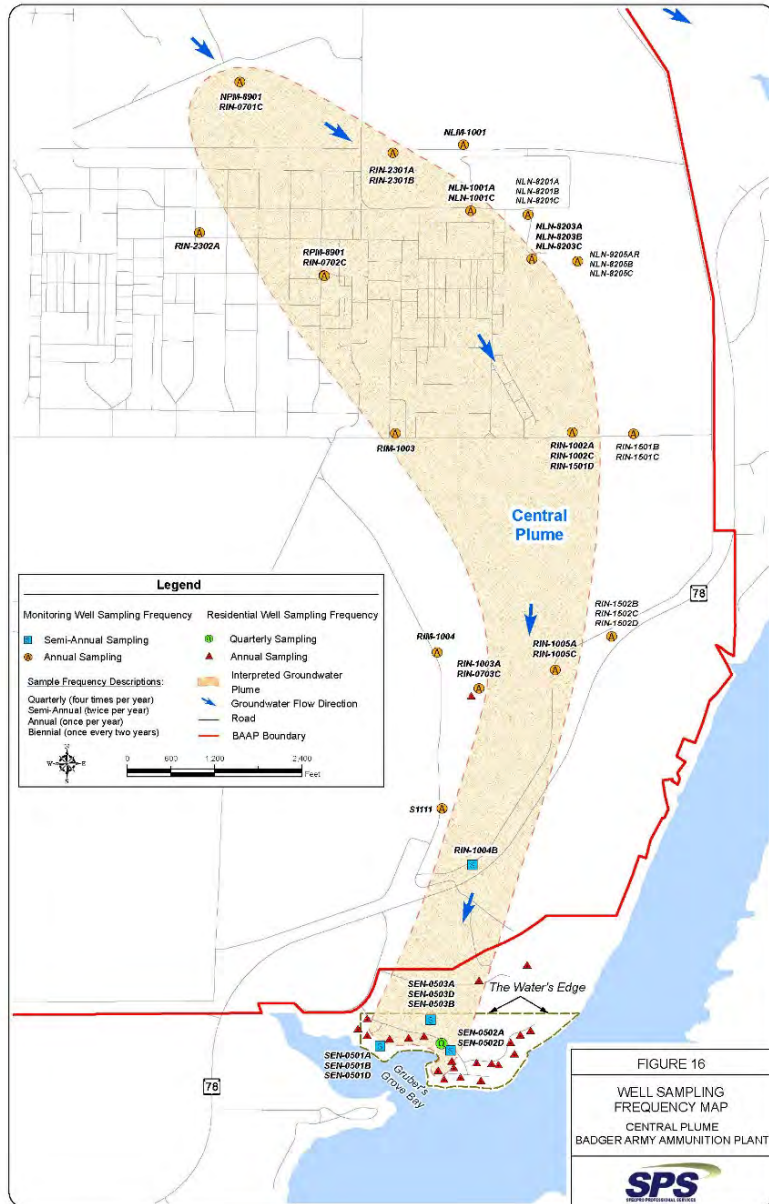 NPM-8901
RIN-0701C
NLM-1001
RIN-2301A
RIN-2301B
NLN-1001A
NLN-1001C
NLN-8201A
NLN-8201B
NLN-8201C
NLN-8203A
NLN-8203B
NLN-8203C
NLN-9205AR
NLN-8205B
NLN-8205C
RIN-2302A
RPM-8901
RIN-0702C
RIM-1003
RIN-1002A
RIN-1002C
RIN-1501D
RIN-1501B
RIN-1501C
Central
Plume
78
RIN-1502B
RIN-1502C
RIN-1502D
RIM-1004
RIN-1005A
RIN-1005C
RIN-1003A
RIN-0703C
Legend
Monitoring Well Sampling Frequency
Semi-Annual Sampling
Annual Sampling
Residential Well Sampling Frequency
Quarterly Sampling
Annual Sampling
Sample Frequency Descriptions:
Quarterly (four times per year)
Semi-Annual (twice per year)
Annual (once per year)
Biennial (once every two years)
Interpreted Groundwater
Plume
Groundwater Flow Direction
Road
BAAP Boundary
N
W
E
S
0 600 1,200 2,400
Feet
S1111
RIN-1004B
SEN-0503A
SEN-0503D
SEN-0503B
The Water's Edge
SEN-0502A
SEN-0502D
SEN-0501A
SEN-0501B
SEN-0501D
Gruber's
Grove Bay
78
FIGURE 16
WELL SAMPLING
FREQUENCY MAP
CENTRAL PLUME
BADGER ARMY AMMUNITION PLANT
SPS
SPECPRO PROFESSIONAL SERVICES